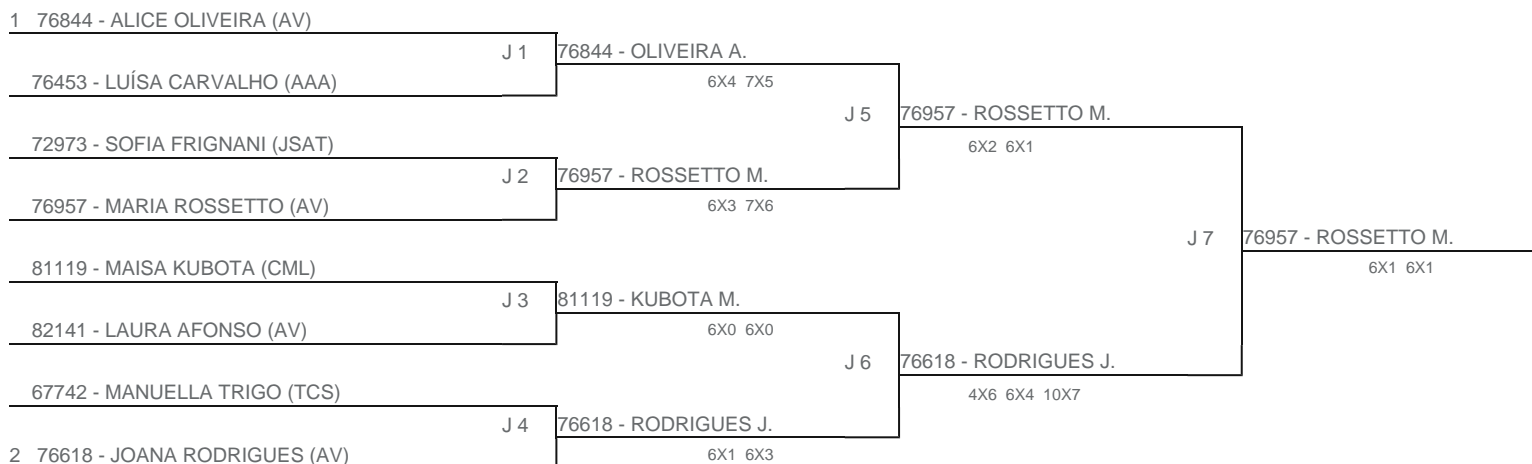 1 76844 - ALICE OLIVEIRA (AV)
J 1 76844 - OLIVEIRA A.
76453 - LUÍSA CARVALHO (AAA) 6X4 7X5
J 5 76957 - ROSSETTO M.
72973 - SOFIA FRIGNANI (JSAT) 6X2 6X1
J 2 76957 - ROSSETTO M.
76957 - MARIA ROSSETTO (AV) 6X3 7X6
J 7 76957 - ROSSETTO M.
81119 - MAISA KUBOTA (CML) 6X1 6X1
J 3 81119 - KUBOTA M.
82141 - LAURA AFONSO (AV) 6X0 6X0
J 6 76618 - RODRIGUES J.
67742 - MANUELLA TRIGO (TCS) 4X6 6X4 10X7
J 4 76618 - RODRIGUES J.
2 76618 - JOANA RODRIGUES (AV) 6X1 6X3